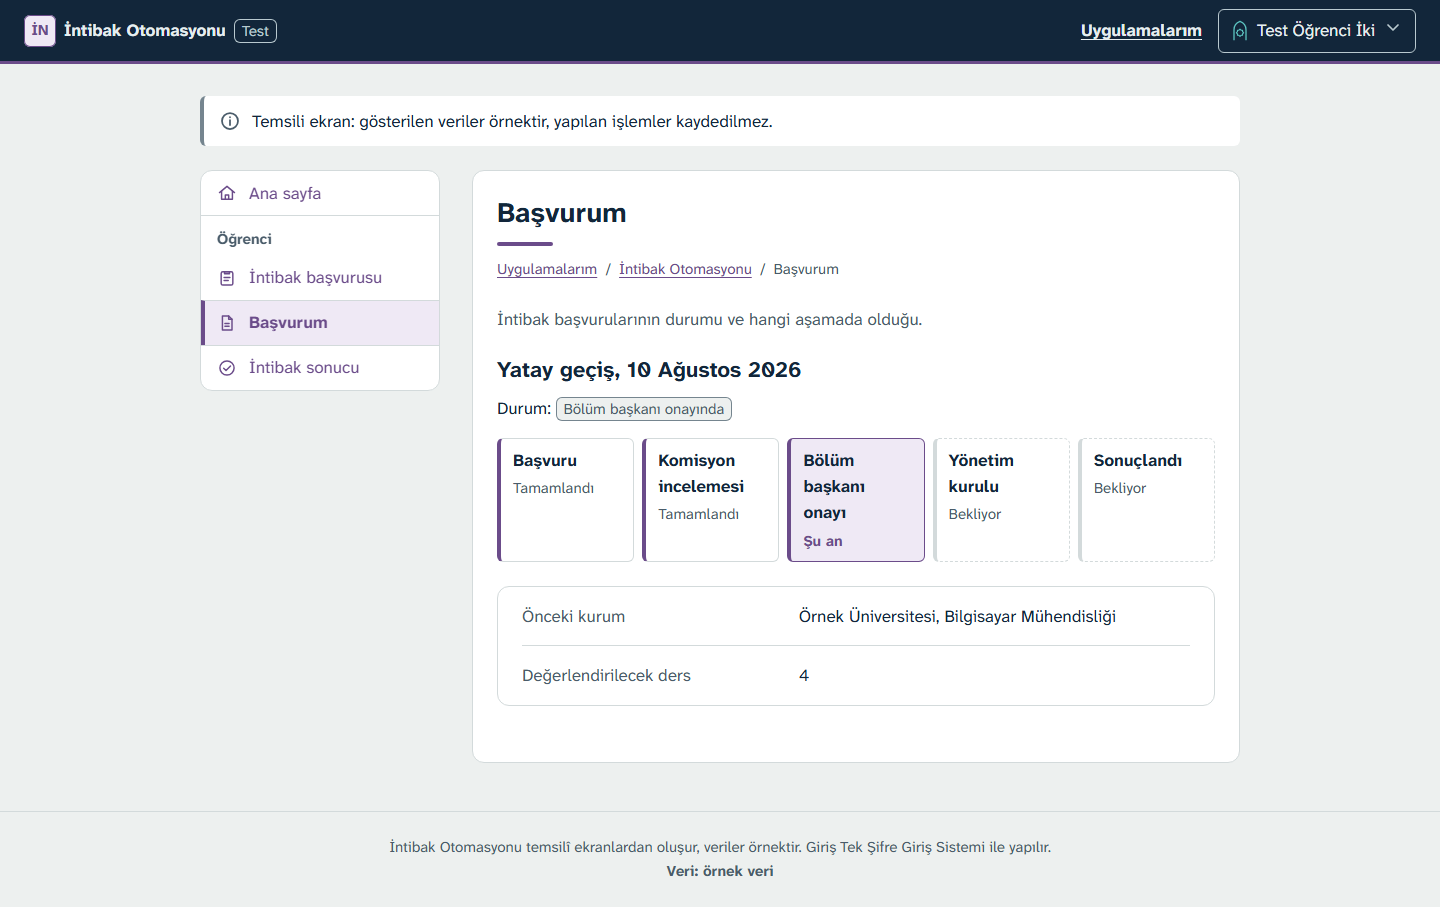 İN İntibak Otomasyonu Test
Uygulamalarım
Test Öğrenci İki
Temsili ekran: gösterilen veriler örnektir, yapılan işlemler kaydedilmez.
Ana sayfa
Öğrenci
İntibak başvurusu
Başvurum
İntibak sonucu
Başvurum
Uygulamalarım / İntibak Otomasyonu / Başvurum
İntibak başvurularının durumu ve hangi aşamada olduğu.
Yatay geçiş, 10 Ağustos 2026
Durum: Bölüm başkanı onayında
Başvuru
Tamamlandı
Komisyon
incelemesi
Tamamlandı
Bölüm
başkanı
onayı
Şu an
Yönetim
kurulu
Bekliyor
Sonuçlandı
Bekliyor
Önceki kurum Örnek Üniversitesi, Bilgisayar Mühendisliği
Değerlendirilecek ders 4
İntibak Otomasyonu temsilî ekranlardan oluşur, veriler örnektir. Giriş Tek Şifre Giriş Sistemi ile yapılır.
Veri: örnek veri